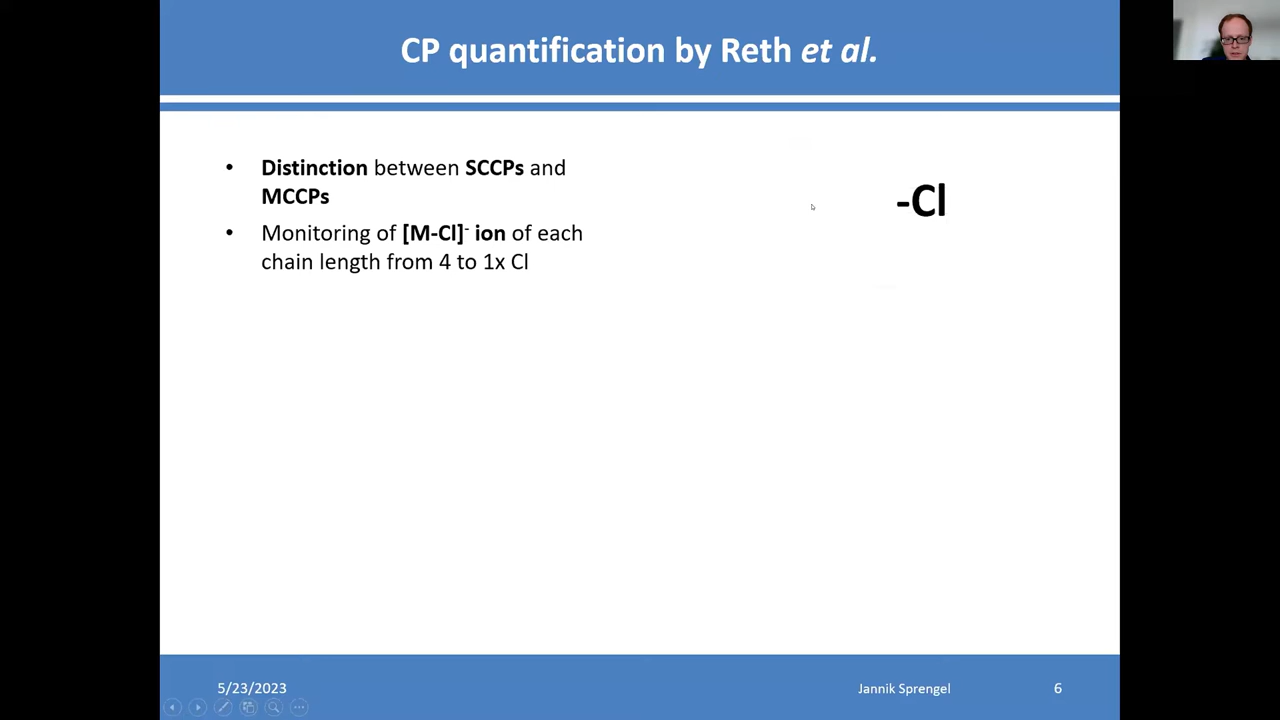 CP quantification by Reth et al.
• Distinction between SCCPs and
MCCPs
• Monitoring of [M-Cl]- ion of each
chain length from 4 to 1x Cl
-Cl
5/23/2023
Jannik Sprengel
6